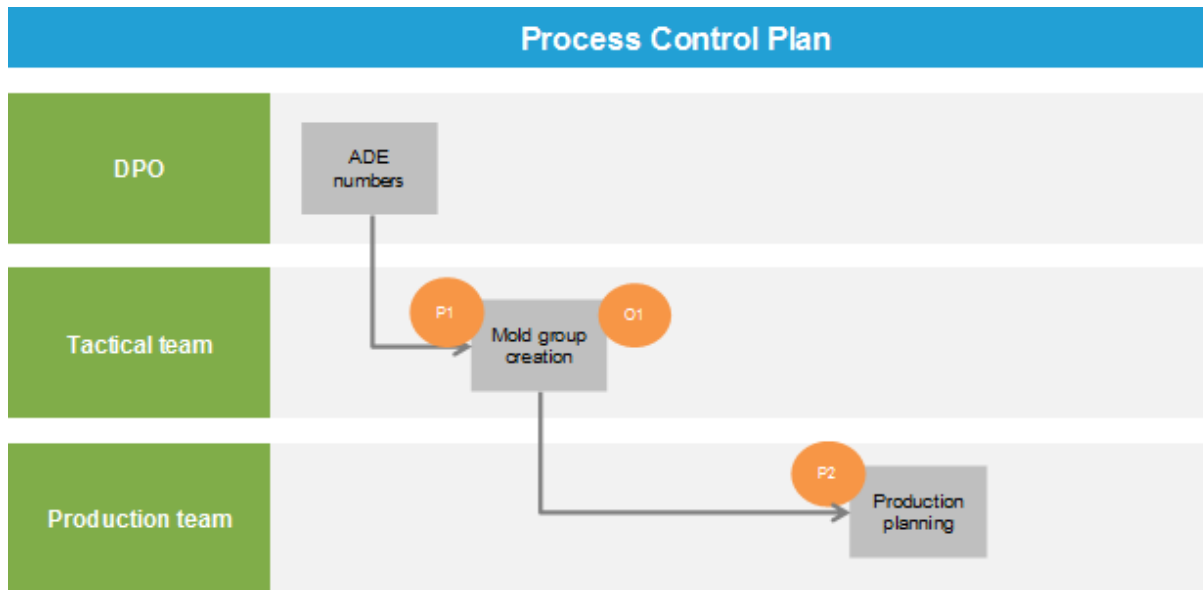 Process Control Plan
DPO
ADE
numbers
Tactical team
P1
Mold group
creation
O1
Production team
P2
Production
planning